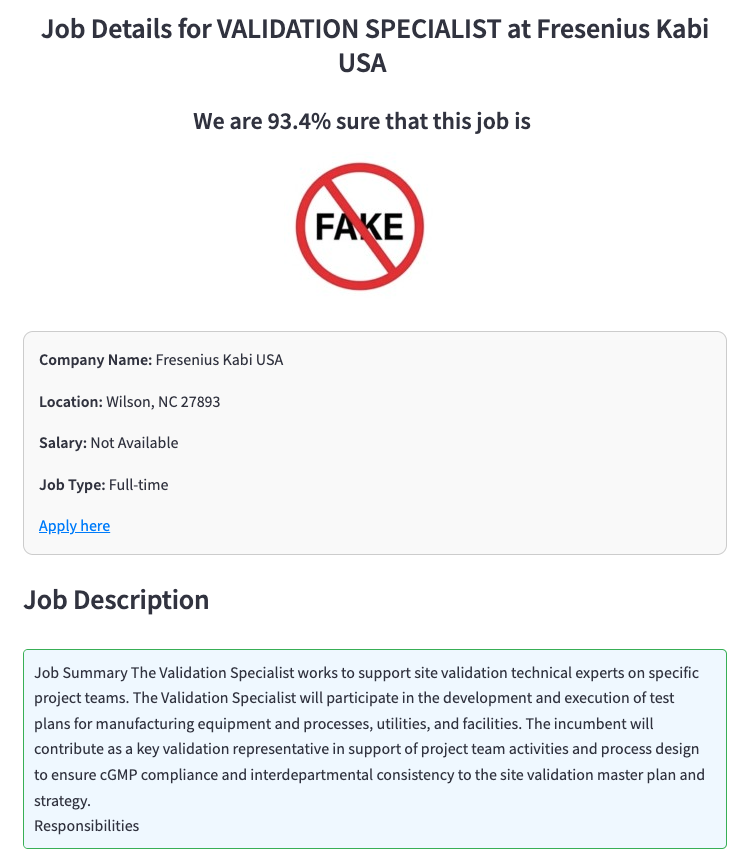 Job Details for VALIDATION SPECIALIST at Fresenius Kabi
USA
We are 93.4% sure that this job is
FAKE
Company Name: Fresenius Kabi USA
Location: Wilson, NC 27893
Salary: Not Available
Job Type: Full-time
Apply here
Job Description
Job Summary The Validation Specialist works to support site validation technical experts on specific
project teams. The Validation Specialist will participate in the development and execution of test
plans for manufacturing equipment and processes, utilities, and facilities. The incumbent will
contribute as a key validation representative in support of project team activities and process design
to ensure cGMP compliance and interdepartmental consistency to the site validation master plan and
strategy.
Responsibilities